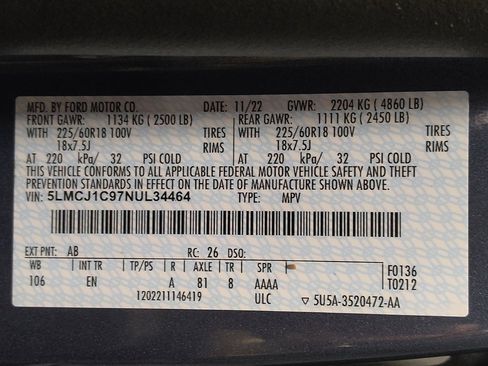 MFD. BY FORD MOTOR CO. DATE: 11/22 GVWR: 2204 KG ( 4860 LB)
FRONT GAWR: 1134 KG ( 2500 LB) REAR GAWR: 1111 KG ( 2450 LB)
WITH 225/60R18 100V TIRES WITH 225/60R18 100V TIRES
18x7.5J RIMS 18x7.5J RIMS
AT 220 kPa/ 32 PSI COLD AT 220 kPa/ 32 PSI COLD
THIS VEHICLE CONFORMS TO ALL APPLICABLE FEDERAL MOTOR VEHICLE SAFETY AND THEFT
PREVENTION STANDARDS IN EFFECT ON THE DATE OF MANUFACTURE SHOWN ABOVE.
VIN: 5LMCJ1C97NUL34464 TYPE: MPV
EXT PNT: AB RC: 26 DSO:
WB INT TR TP/PS R AXLE TR SPR F0136
106 EN A 81 8 AAAA T0212
1202211146419 ULC ▽ 5U5A-3520472-AA